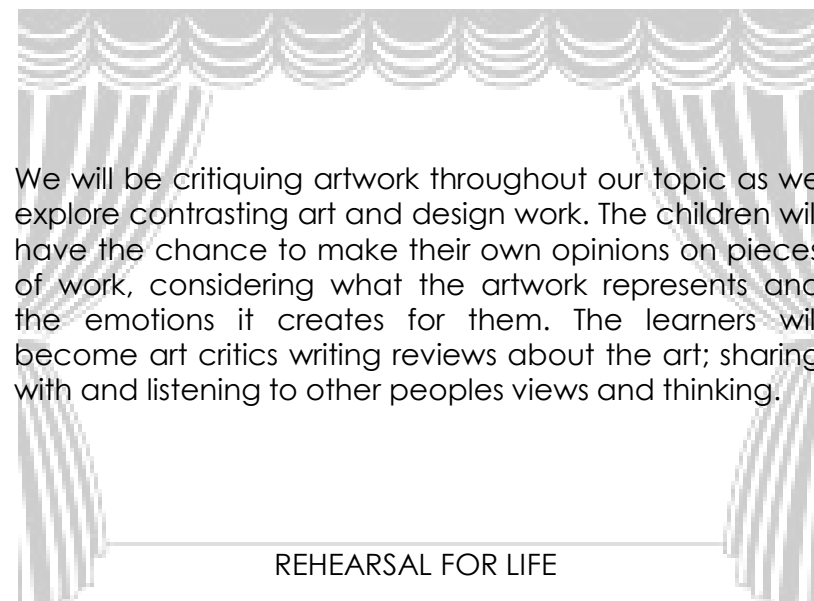 We will be critiquing artwork throughout our topic as we
explore contrasting art and design work. The children wil
have the chance to make their own opinions on pieces
of work, considering what the artwork represents and
the emotions it creates for them. The learners wil
become art critics writing reviews about the art; sharing
with and listening to other peoples views and thinking.
REHEARSAL FOR LIFE